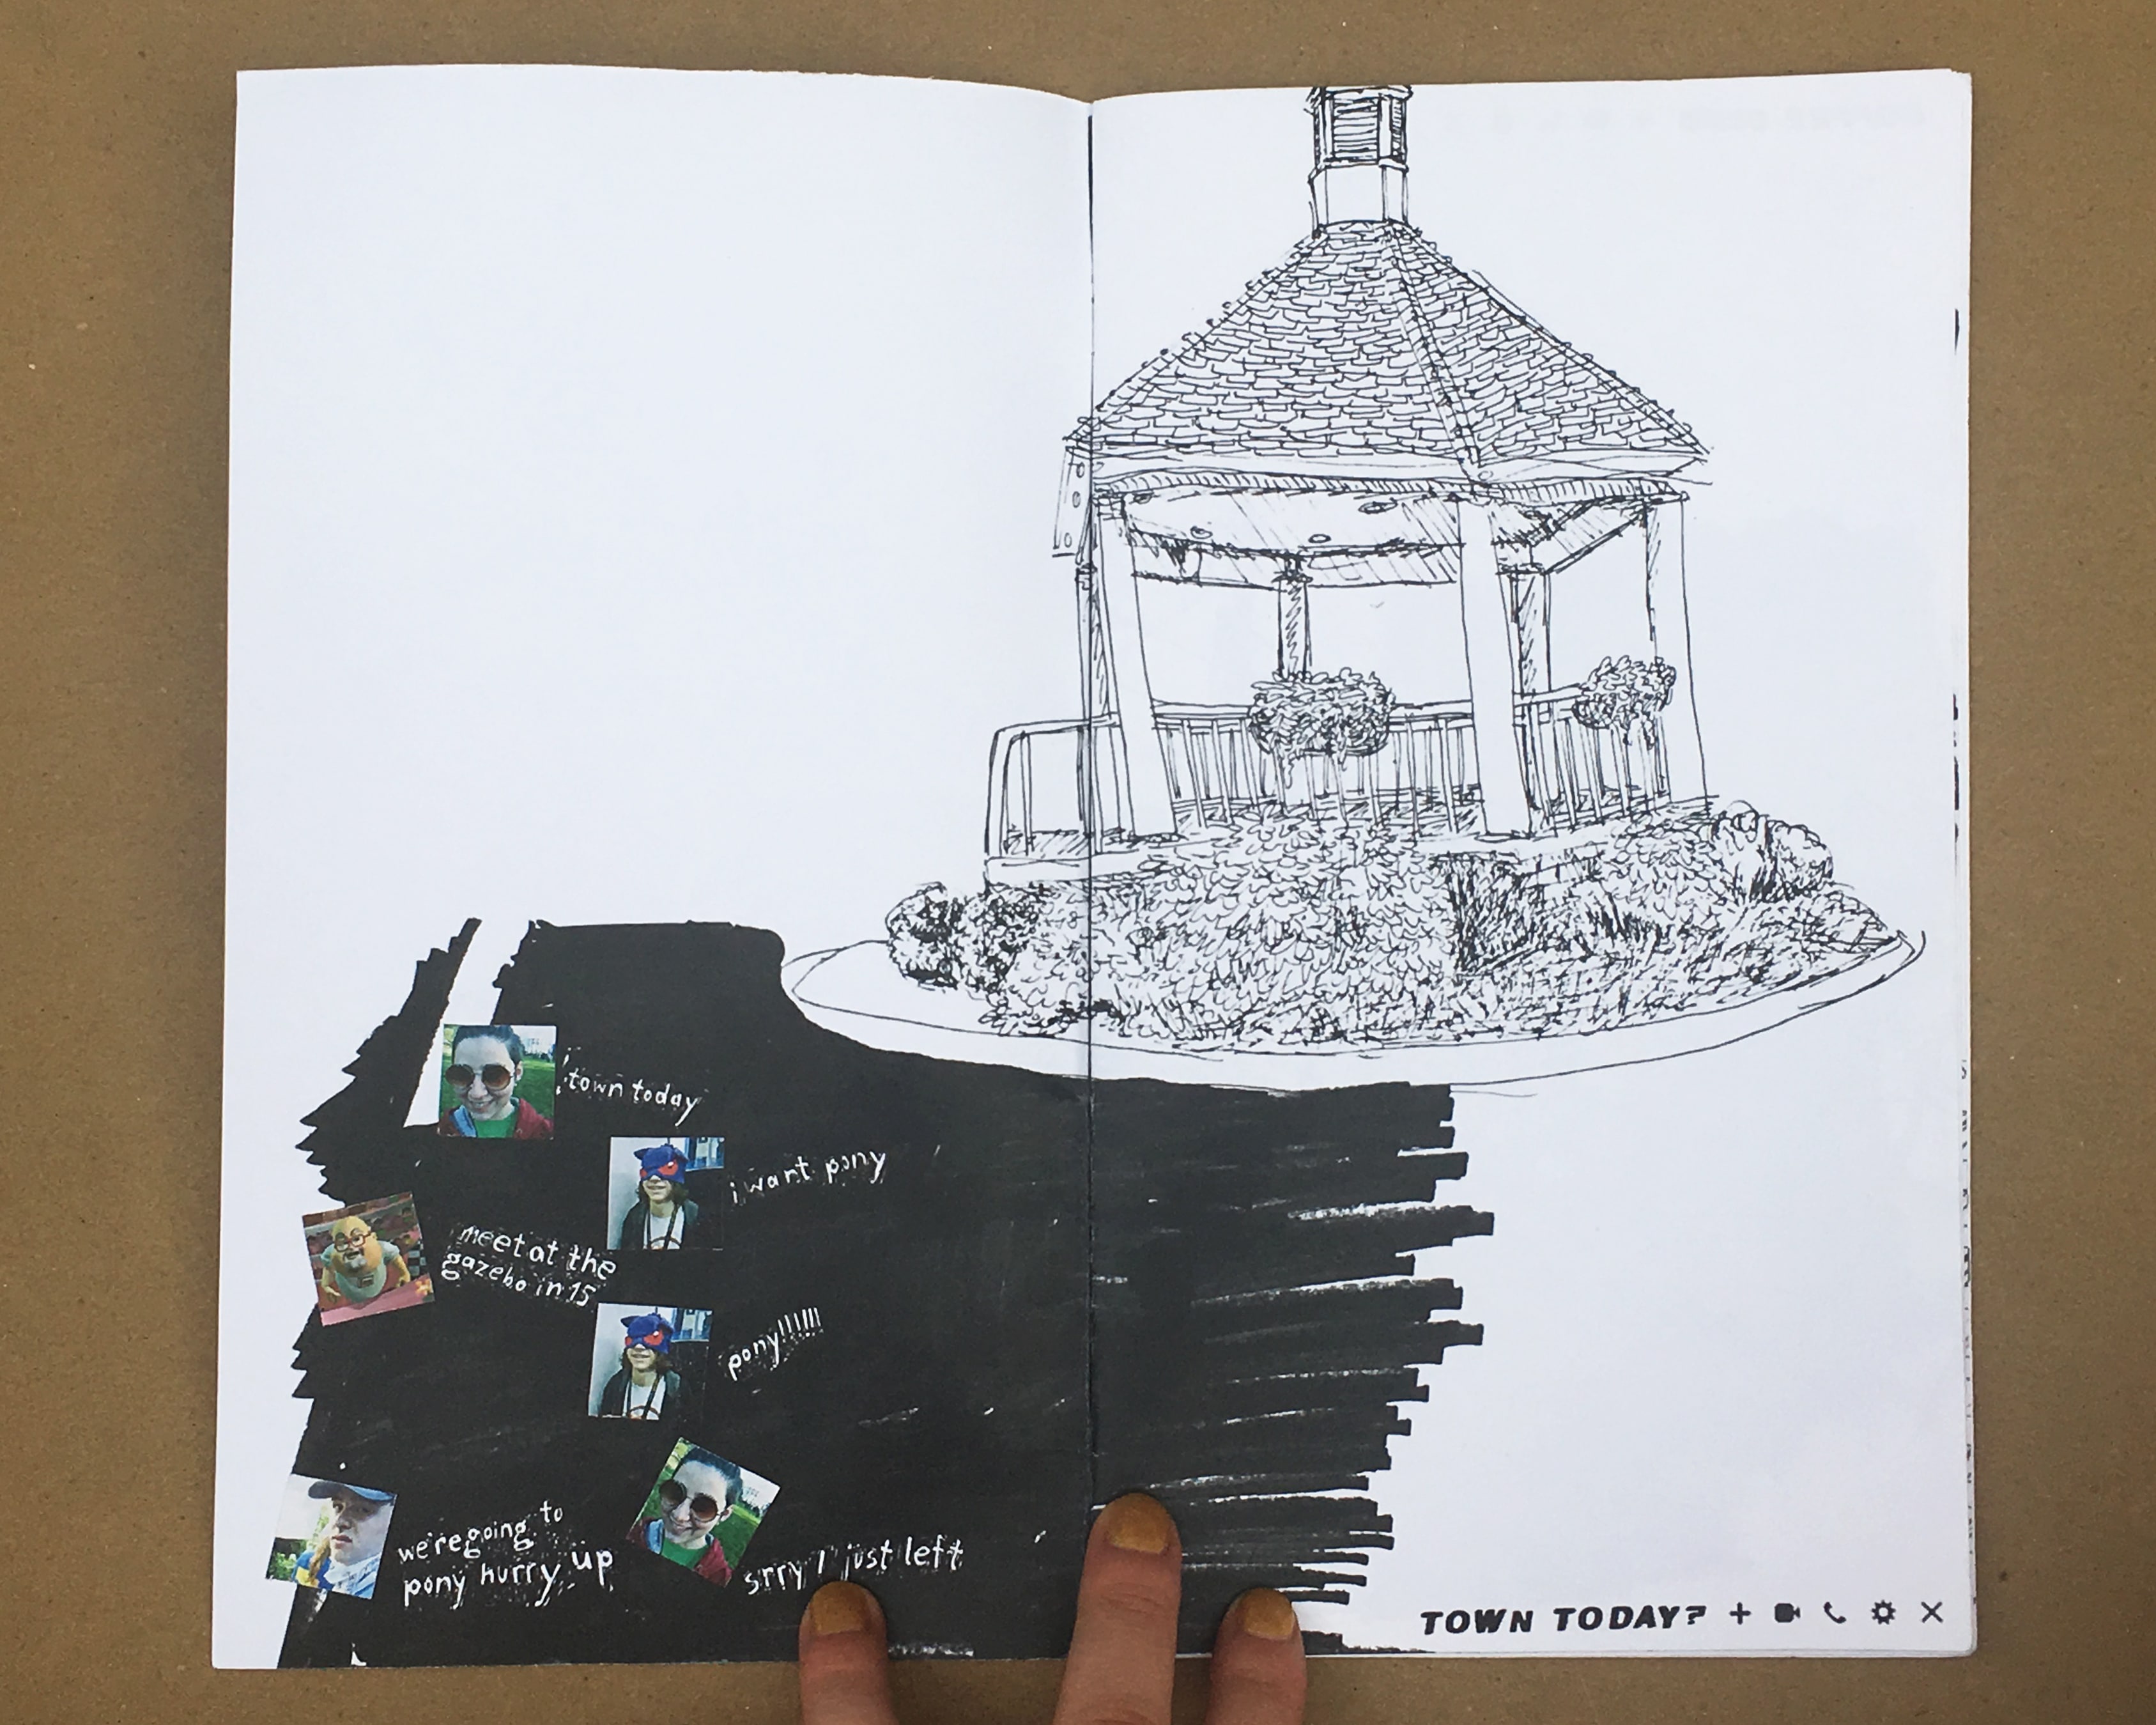 town today
i want pony
meet at the
gazebo in 15
pony!!!!!!
we're going to
pony hurry up
srry I just left
TOWN TODAY?